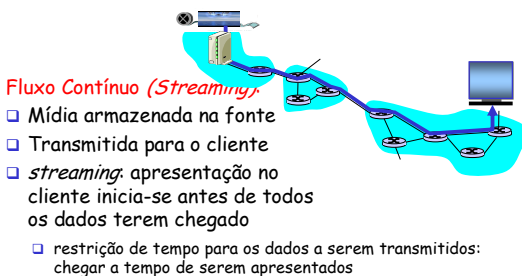 Fluxo Contínuo (Streaming):
Mídia armazenada na fonte
Transmitida para o cliente
streaming: apresentação no
cliente inicia-se antes de todos
os dados terem chegado
restrição de tempo para os dados a serem transmitidos:
chegar a tempo de serem apresentados